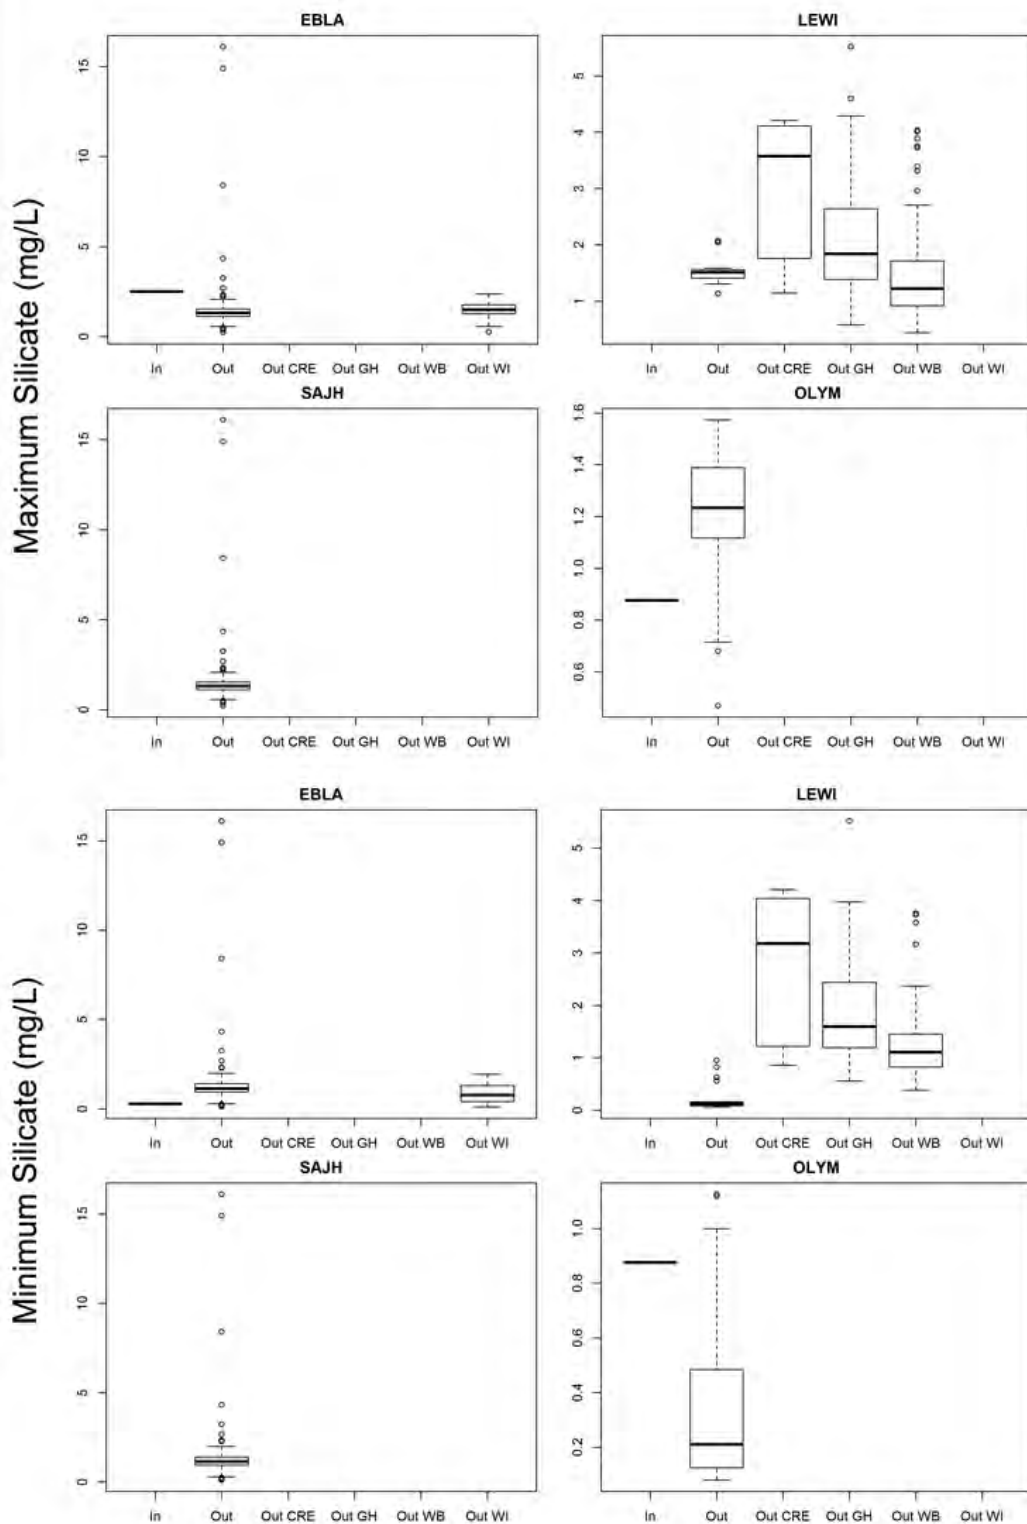 EBLA
LEWI
Maximum Silicate (mg/L)
15
10
5
0
In Out Out CRE Out GH Out WB Out WI
5
4
3
2
1
In Out Out CRE Out GH Out WB Out WI
SAJH
OLYM
15
10
5
0
In Out Out CRE Out GH Out WB Out WI
1.6
1.4
1.2
1.0
0.8
0.6
In Out Out CRE Out GH Out WB Out WI
EBLA
LEWI
Minimum Silicate (mg/L)
15
10
5
0
In Out Out CRE Out GH Out WB Out WI
5
4
3
2
1
0
In Out Out CRE Out GH Out WB Out WI
SAJH
OLYM
15
10
5
0
In Out Out CRE Out GH Out WB Out WI
1.0
0.8
0.6
0.4
0.2
In Out Out CRE Out GH Out WB Out WI